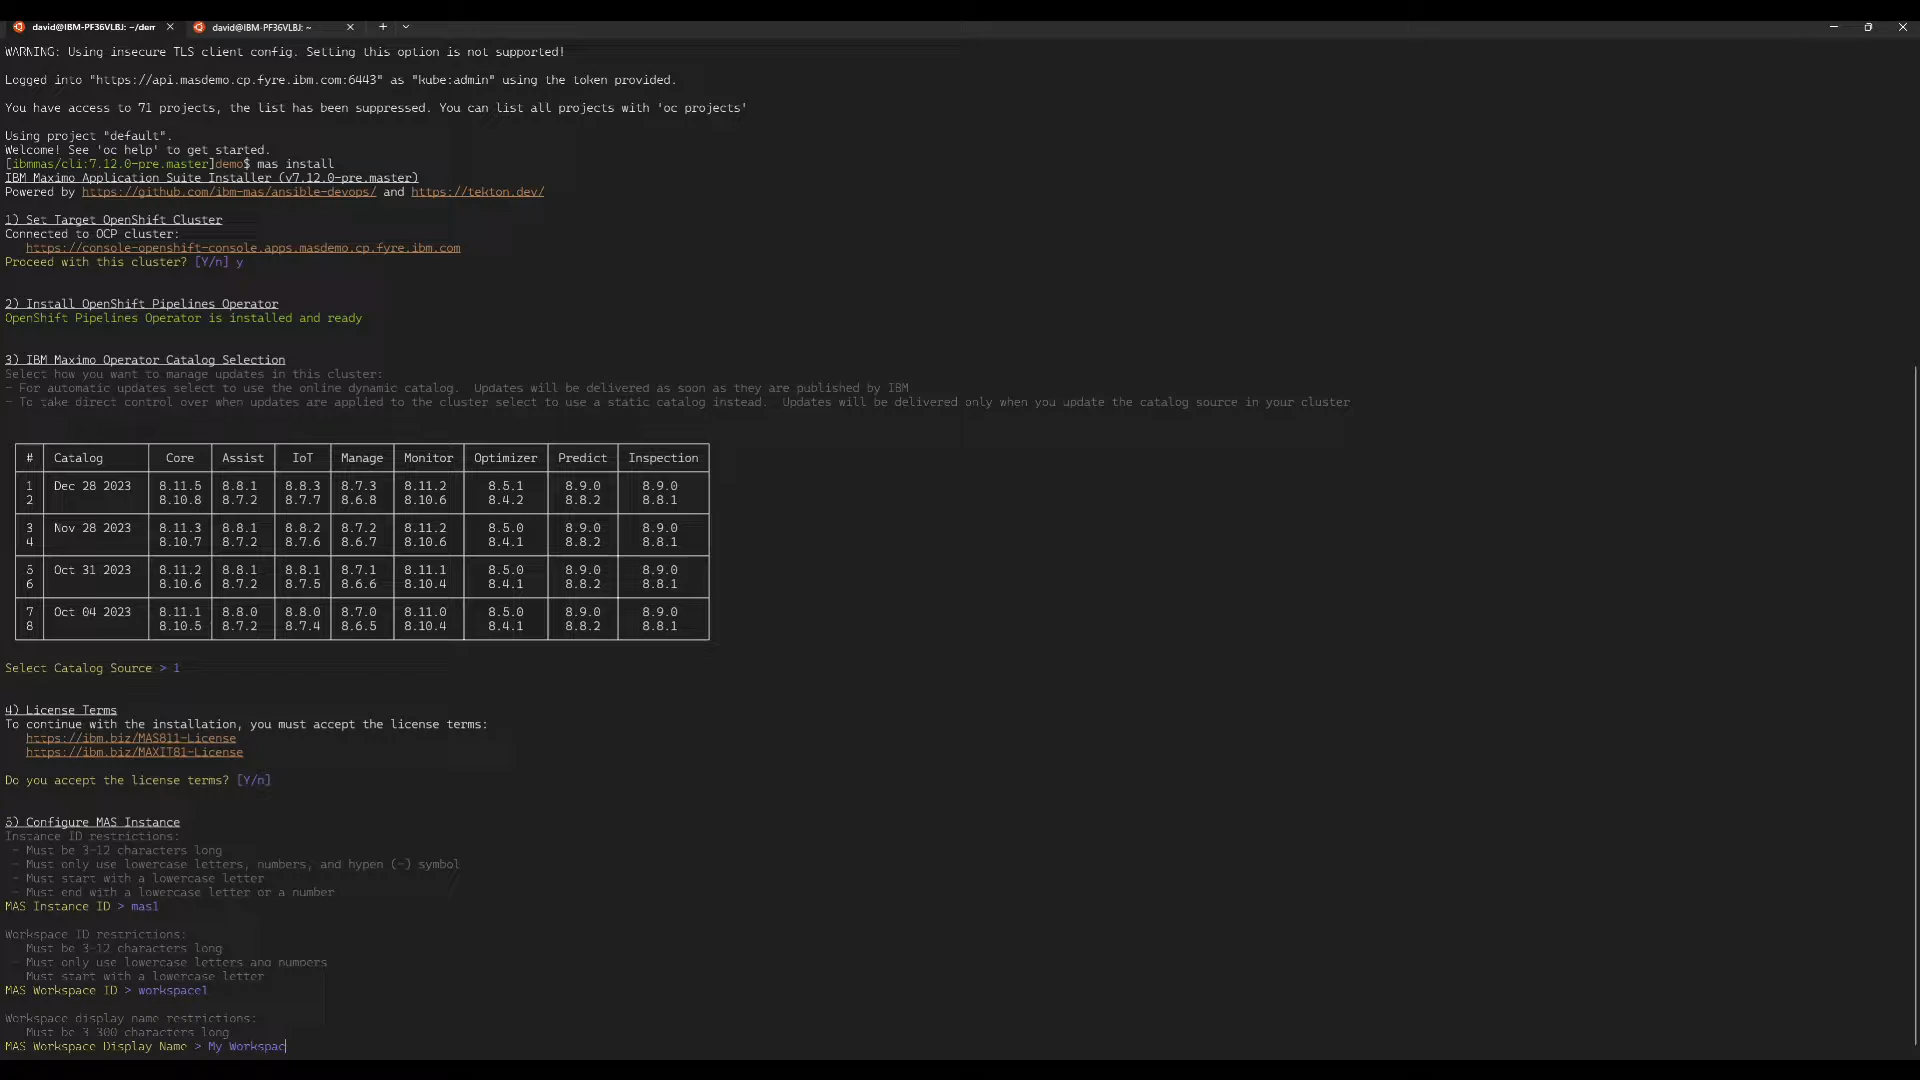 david@IBM-PF36VLBJ: ~/dem
david@IBM-PF36VLBJ: ~
WARNING: Using insecure TLS client config. Setting this option is not supported!
Logged into "https://api.masdemo.cp.fyre.ibm.com:6443" as "kube:admin" using the token provided.
You have access to 71 projects, the list has been suppressed. You can list all projects with 'oc projects'
Using project "default".
Welcome! See 'oc help' to get started.
[ibmmas/cli:7.12.0-pre.master]demo$ mas install
IBM Maximo Application Suite Installer (v7.12.0-pre.master)
Powered by https://github.com/ibm-mas/ansible-devops/ and https://tekton.dev/
1) Set Target OpenShift Cluster
Connected to OCP cluster:
https://console-openshift-console.apps.masdemo.cp.fyre.ibm.com
Proceed with this cluster? [Y/n] y
2) Install OpenShift Pipelines Operator
OpenShift Pipelines Operator is installed and ready
3) IBM Maximo Operator Catalog Selection
Select how you want to manage updates in this cluster:
- For automatic updates select to use the online dynamic catalog. Updates will be delivered as soon as they are published by IBM
- To take direct control over when updates are applied to the cluster select to use a static catalog instead. Updates will be delivered only when you update the catalog source in your cluster
# Catalog Core Assist IoT Manage Monitor Optimizer Predict Inspection
1 Dec 28 2023 8.11.5 8.8.1 8.8.3 8.7.3 8.11.2 8.5.1 8.9.0 8.9.0
2 8.10.8 8.7.2 8.7.7 8.6.8 8.10.6 8.4.2 8.8.2 8.8.1
3 Nov 28 2023 8.11.3 8.8.1 8.8.2 8.7.2 8.11.2 8.5.0 8.9.0 8.9.0
4 8.10.7 8.7.2 8.7.6 8.6.7 8.10.6 8.4.1 8.8.2 8.8.1
5 Oct 31 2023 8.11.2 8.8.1 8.8.1 8.7.1 8.11.1 8.5.0 8.9.0 8.9.0
6 8.10.6 8.7.2 8.7.5 8.6.6 8.10.4 8.4.1 8.8.2 8.8.1
7 Oct 04 2023 8.11.1 8.8.0 8.8.0 8.7.0 8.11.0 8.5.0 8.9.0 8.9.0
8 8.10.5 8.7.2 8.7.4 8.6.5 8.10.4 8.4.1 8.8.2 8.8.1
Select Catalog Source > 1
4) License Terms
To continue with the installation, you must accept the license terms:
https://ibm.biz/MAS811-License
https://ibm.biz/MAXIT81-License
Do you accept the license terms? [Y/n]
5) Configure MAS Instance
Instance ID restrictions:
- Must be 3-12 characters long
- Must only use lowercase letters, numbers, and hypen (-) symbol
- Must start with a lowercase letter
- Must end with a lowercase letter or a number
MAS Instance ID > mas1
Workspace ID restrictions:
- Must be 3-12 characters long
- Must only use lowercase letters and numbers
- Must start with a lowercase letter
MAS Workspace ID > workspace1
Workspace display name restrictions:
- Must be 3-300 characters long
MAS Workspace Display Name > My Workspac